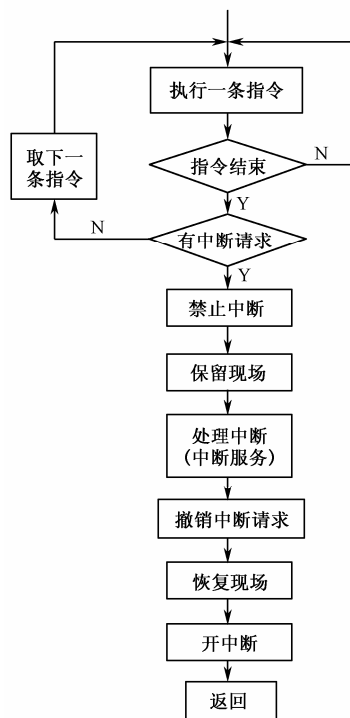 执行一条指令
取下一
条指令
指令结束
N
Y
有中断请求
N
Y
禁止中断
保留现场
处理中断
(中断服务)
撤销中断请求
恢复现场
开中断
返回